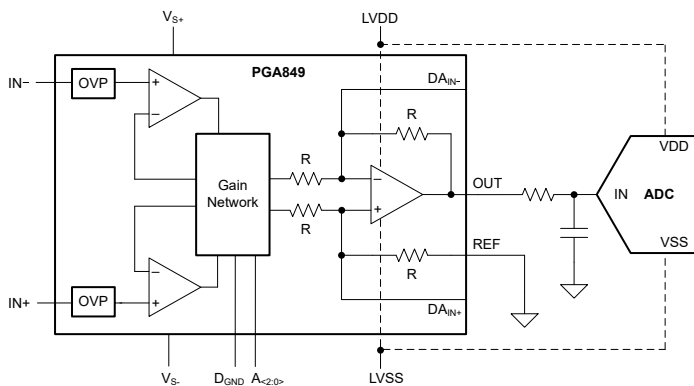 VS+
LVDD
PGA849
IN−
OVP
DAIN−
R
VDD
Gain
Network
R
OUT
IN
ADC
R
REF
VSS
R
IN+
OVP
DAIN+
VS-
DGND
A<2:0>
LVSS